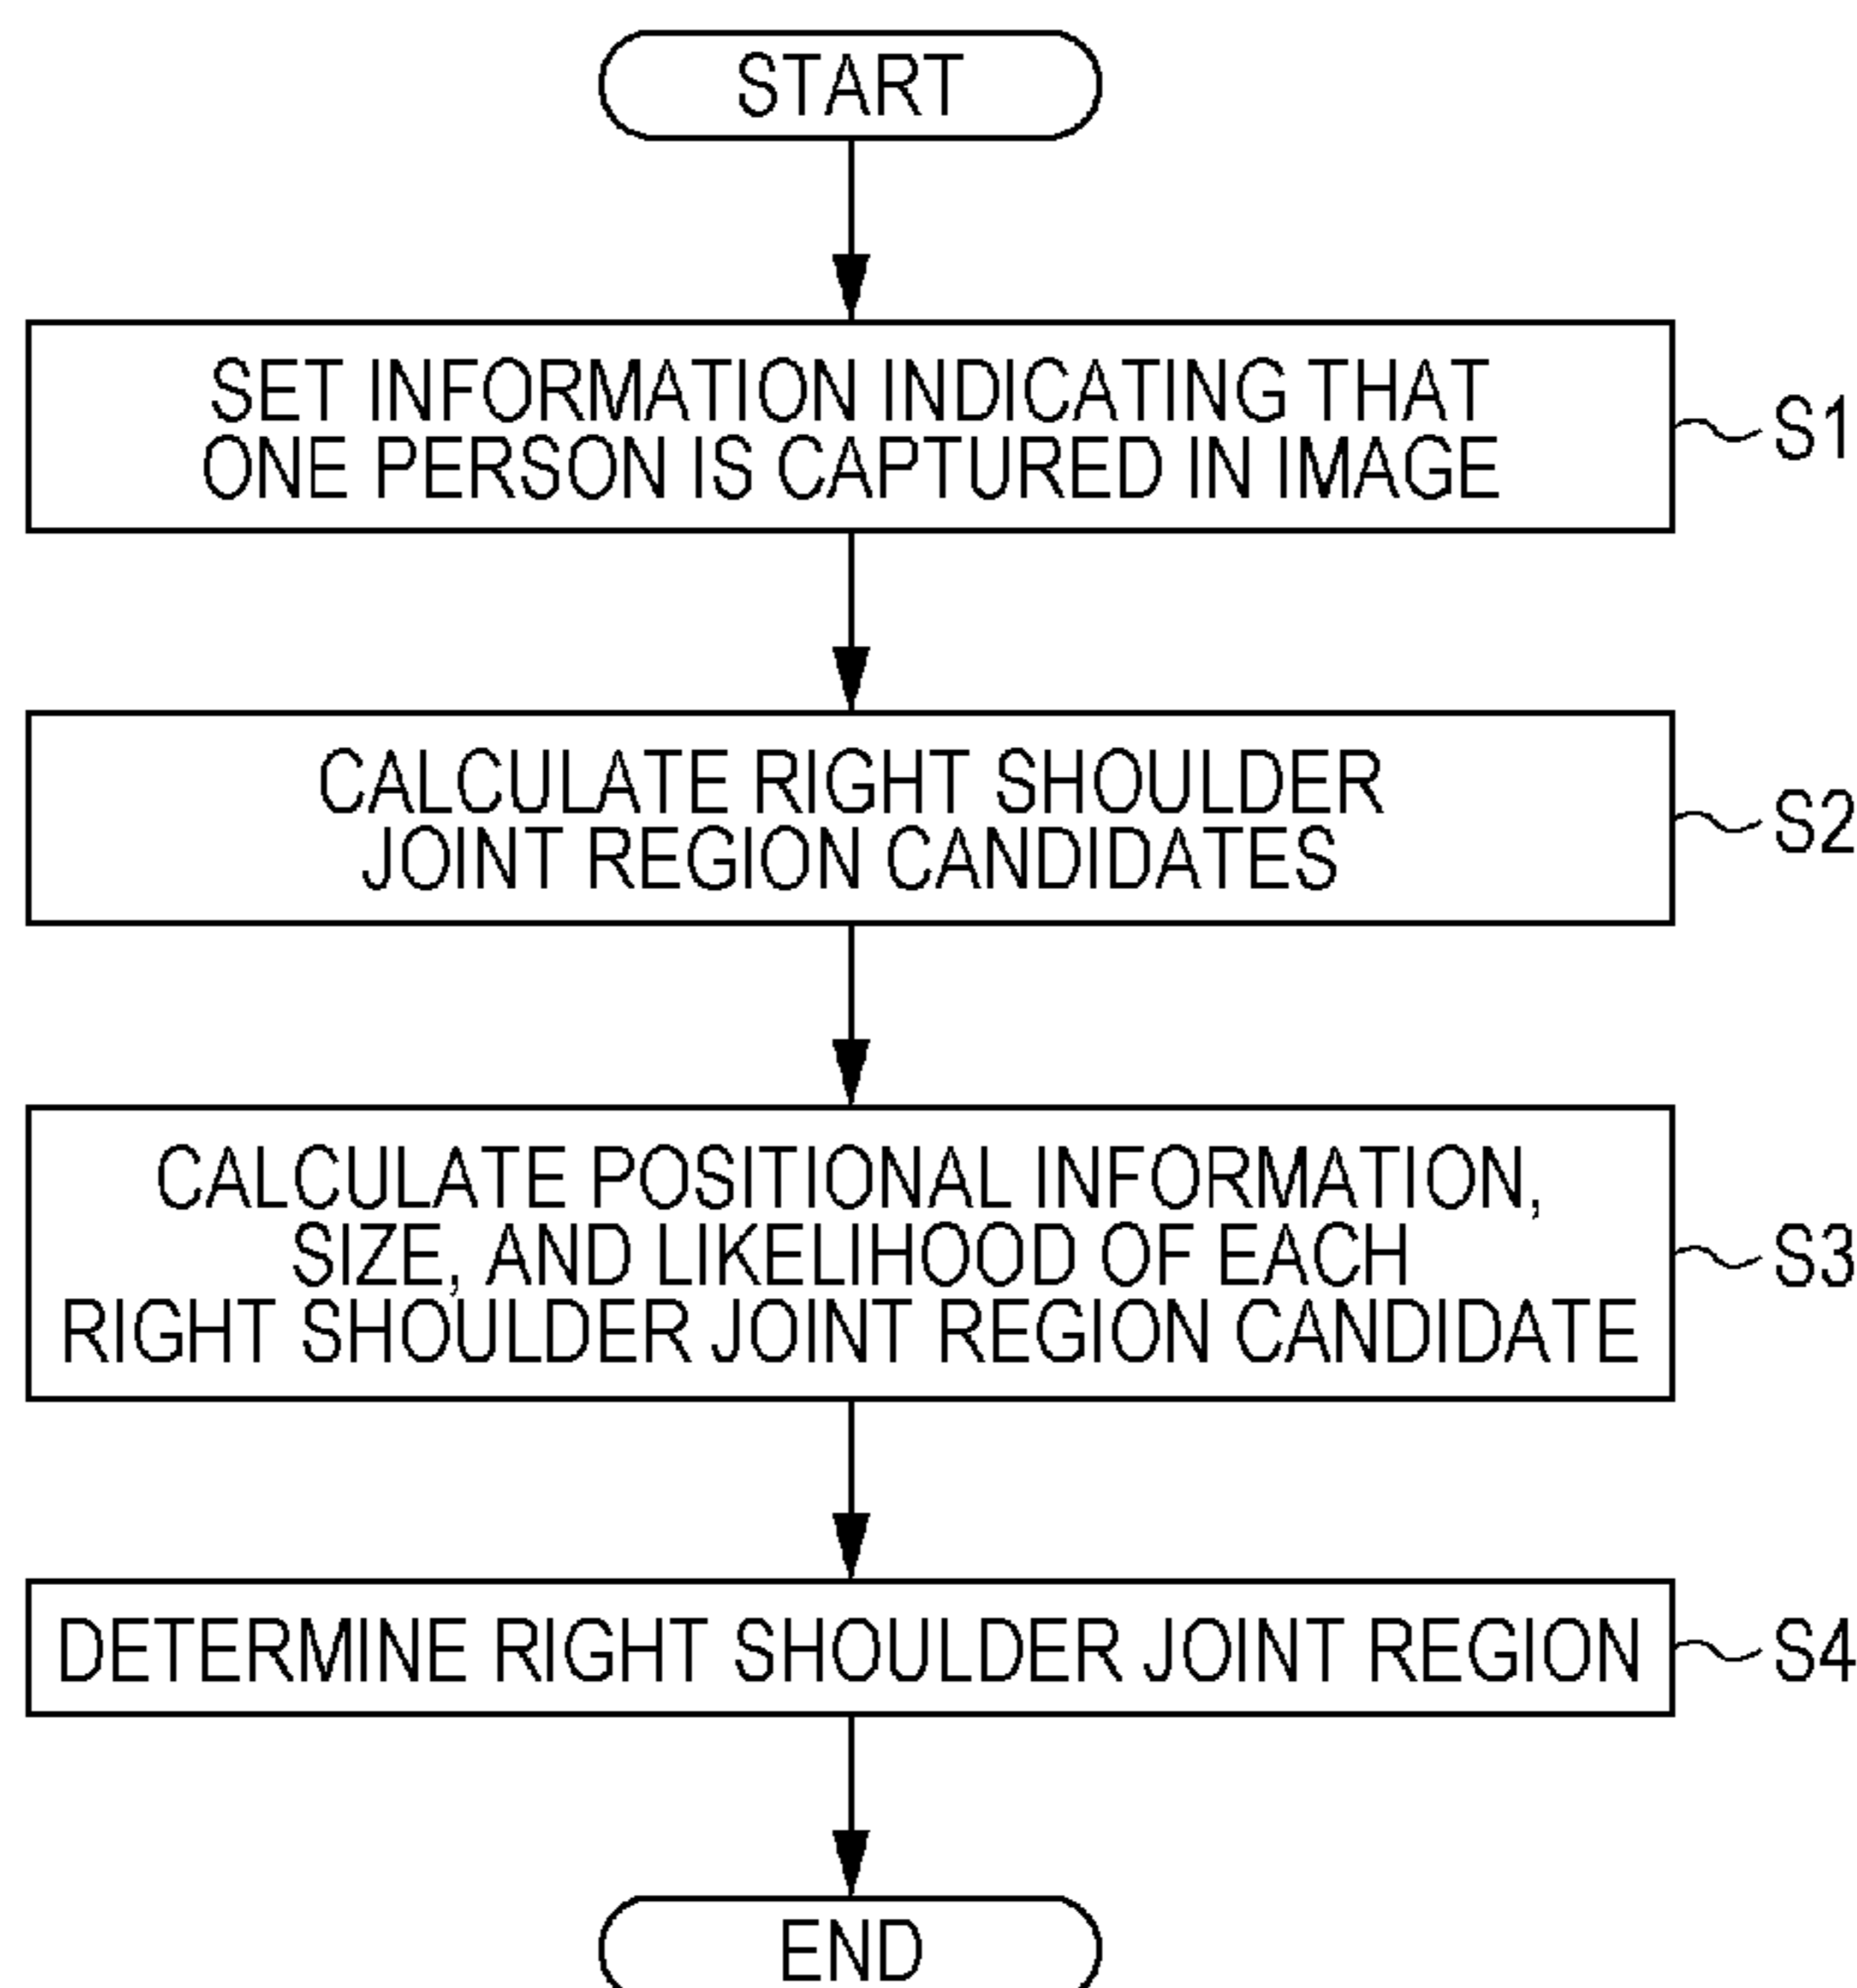 START
SET INFORMATION INDICATING THAT
ONE PERSON IS CAPTURED IN IMAGE
S1
CALCULATE RIGHT SHOULDER
JOINT REGION CANDIDATES
S2
CALCULATE POSITIONAL INFORMATION,
SIZE, AND LIKELIHOOD OF EACH
RIGHT SHOULDER JOINT REGION CANDIDATE
S3
DETERMINE RIGHT SHOULDER JOINT REGION
S4
END